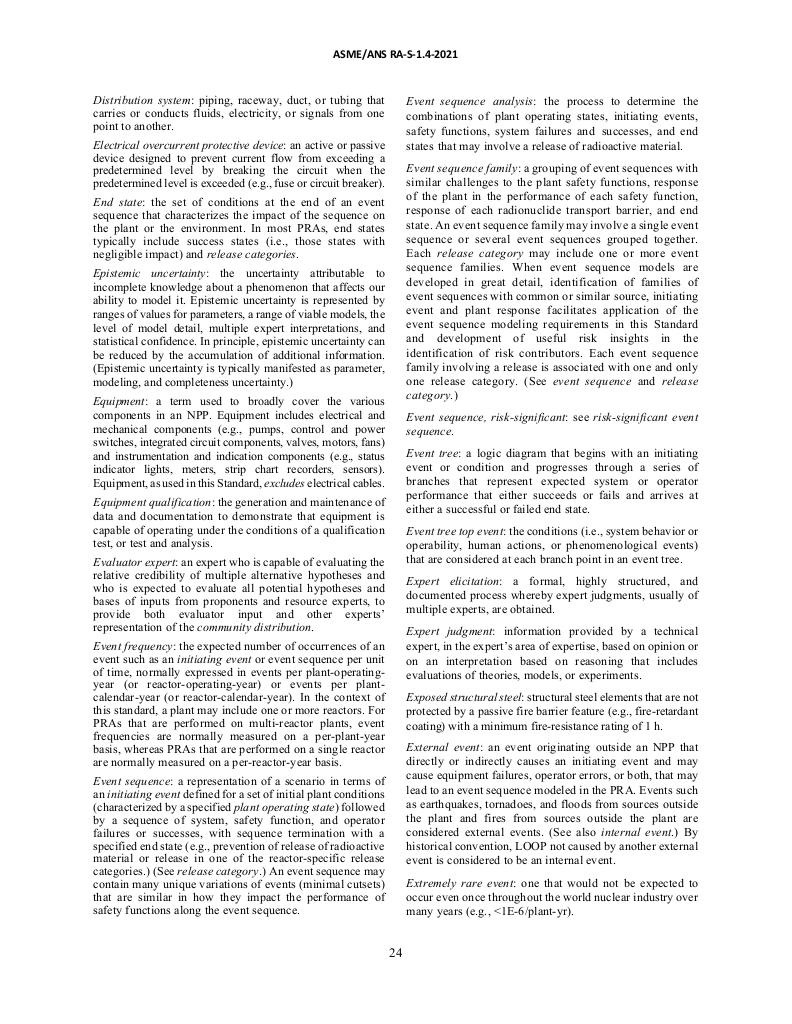 ASME/ANS RA-S-1.4-2021
Distribution system: piping, raceway, duct, or tubing that
carries or conducts fluids, electricity, or signals from one
point to another.
Electrical overcurrent protective device: an active or passive
device designed to prevent current flow from exceeding a
predetermined level by breaking the circuit when the
predetermined level is exceeded (e.g., fuse or circuit breaker).
End state: the set of conditions at the end of an event
sequence that characterizes the impact of the sequence on
the plant or the environment. In most PRAs, end states
typically include success states (i.e., those states with
negligible impact) and release categories.
Epistemic uncertainty: the uncertainty attributable to
incomplete knowledge about a phenomenon that affects our
ability to model it. Epistemic uncertainty is represented by
ranges of values for parameters, a range of viable models, the
level of model detail, multiple expert interpretations, and
statistical confidence. In principle, epistemic uncertainty can
be reduced by the accumulation of additional information.
(Epistemic uncertainty is typically manifested as parameter,
modeling, and completeness uncertainty.)
Equipment: a term used to broadly cover the various
components in an NPP. Equipment includes electrical and
mechanical components (e.g., pumps, control and power
switches, integrated circuit components, valves, motors, fans)
and instrumentation and indication components (e.g., status
indicator lights, meters, strip chart recorders, sensors).
Equipment, as used in this Standard, excludes electrical cables.
Equipment qualification: the generation and maintenance of
data and documentation to demonstrate that equipment is
capable of operating under the conditions of a qualification
test, or test and analysis.
Evaluator expert: an expert who is capable of evaluating the
relative credibility of multiple alternative hypotheses and
who is expected to evaluate all potential hypotheses and
bases of inputs from proponents and resource experts, to
provide both evaluator input and other experts’
representation of the community distribution.
Event frequency: the expected number of occurrences of an
event such as an initiating event or event sequence per unit
of time, normally expressed in events per plant-operating-
year (or reactor-operating-year) or events per plant-
calendar-year (or reactor-calendar-year). In the context of
this standard, a plant may include one or more reactors. For
PRAs that are performed on multi-reactor plants, event
frequencies are normally measured on a per-plant-year
basis, whereas PRAs that are performed on a single reactor
are normally measured on a per-reactor-year basis.
Event sequence: a representation of a scenario in terms of
an initiating event defined for a set of initial plant conditions
(characterized by a specified plant operating state) followed
by a sequence of system, safety function, and operator
failures or successes, with sequence termination with a
specified end state (e.g., prevention of release of radioactive
material or release in one of the reactor-specific release
categories.) (See release category.) An event sequence may
contain many unique variations of events (minimal cutsets)
that are similar in how they impact the performance of
safety functions along the event sequence.
Event sequence analysis: the process to determine the
combinations of plant operating states, initiating events,
safety functions, system failures and successes, and end
states that may involve a release of radioactive material.
Event sequence family: a grouping of event sequences with
similar challenges to the plant safety functions, response
of the plant in the performance of each safety function,
response of each radionuclide transport barrier, and end
state. An event sequence family may involve a single event
sequence or several event sequences grouped together.
Each release category may include one or more event
sequence families. When event sequence models are
developed in great detail, identification of families of
event sequences with common or similar source, initiating
event and plant response facilitates application of the
event sequence modeling requirements in this Standard
and development of useful risk insights in the
identification of risk contributors. Each event sequence
family involving a release is associated with one and only
one release category. (See event sequence and release
category.)
Event sequence, risk-significant: see risk-significant event
sequence.
Event tree: a logic diagram that begins with an initiating
event or condition and progresses through a series of
branches that represent expected system or operator
performance that either succeeds or fails and arrives at
either a successful or failed end state.
Event tree top event: the conditions (i.e., system behavior or
operability, human actions, or phenomenological events)
that are considered at each branch point in an event tree.
Expert elicitation: a formal, highly structured, and
documented process whereby expert judgments, usually of
multiple experts, are obtained.
Expert judgment: information provided by a technical
expert, in the expert’s area of expertise, based on opinion or
on an interpretation based on reasoning that includes
evaluations of theories, models, or experiments.
Exposed structural steel: structural steel elements that are not
protected by a passive fire barrier feature (e.g., fire-retardant
coating) with a minimum fire-resistance rating of 1 h.
External event: an event originating outside an NPP that
directly or indirectly causes an initiating event and may
cause equipment failures, operator errors, or both, that may
lead to an event sequence modeled in the PRA. Events such
as earthquakes, tornadoes, and floods from sources outside
the plant and fires from sources outside the plant are
considered external events. (See also internal event.) By
historical convention, LOOP not caused by another external
event is considered to be an internal event.
Extremely rare event: one that would not be expected to
occur even once throughout the world nuclear industry over
many years (e.g., <1E-6/plant-yr).
24